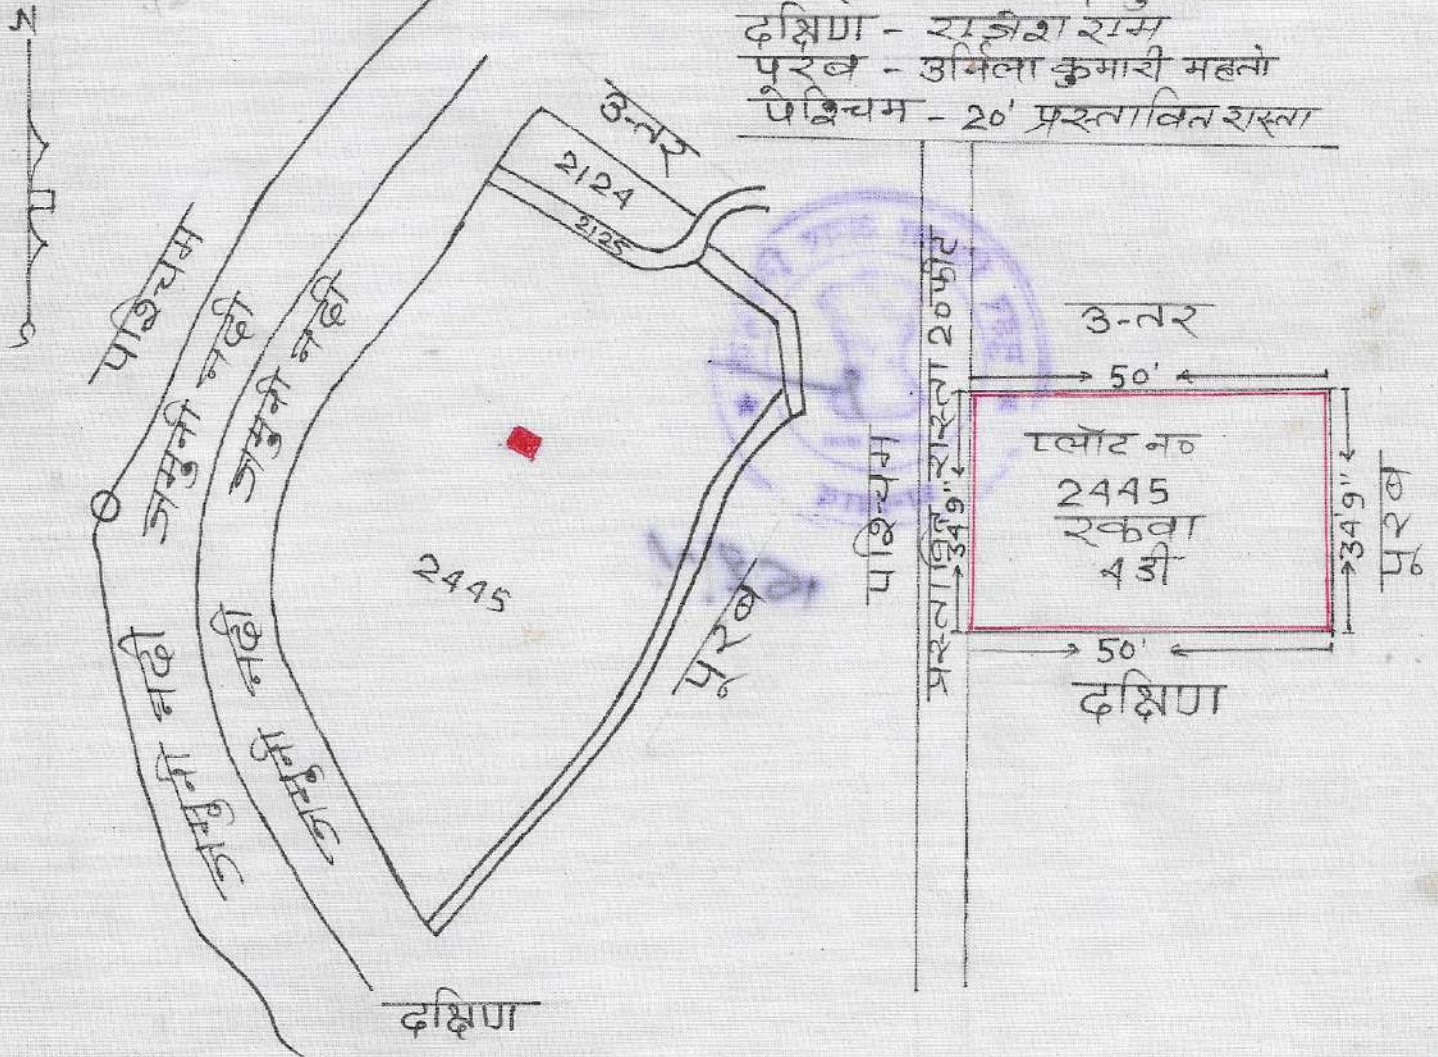 दक्षिण - राजेश राम
पूरब - उर्मिला कुमारी महतो
पश्चिम - 20' प्रस्तावित रास्ता
N
उत्तर
2124
2125
पश्चिम
जमुनी नदी
जमुनी नदी
2445
पूरब
जमुनी नदी
जमुनी नदी
दक्षिण
प्रस्तावित रास्ता 20 फीट
उत्तर
50'
पश्चिम
34'9"
प्लॉट न०
2445
रकवा
4 डी
34'9"
पूरब
50'
दक्षिण